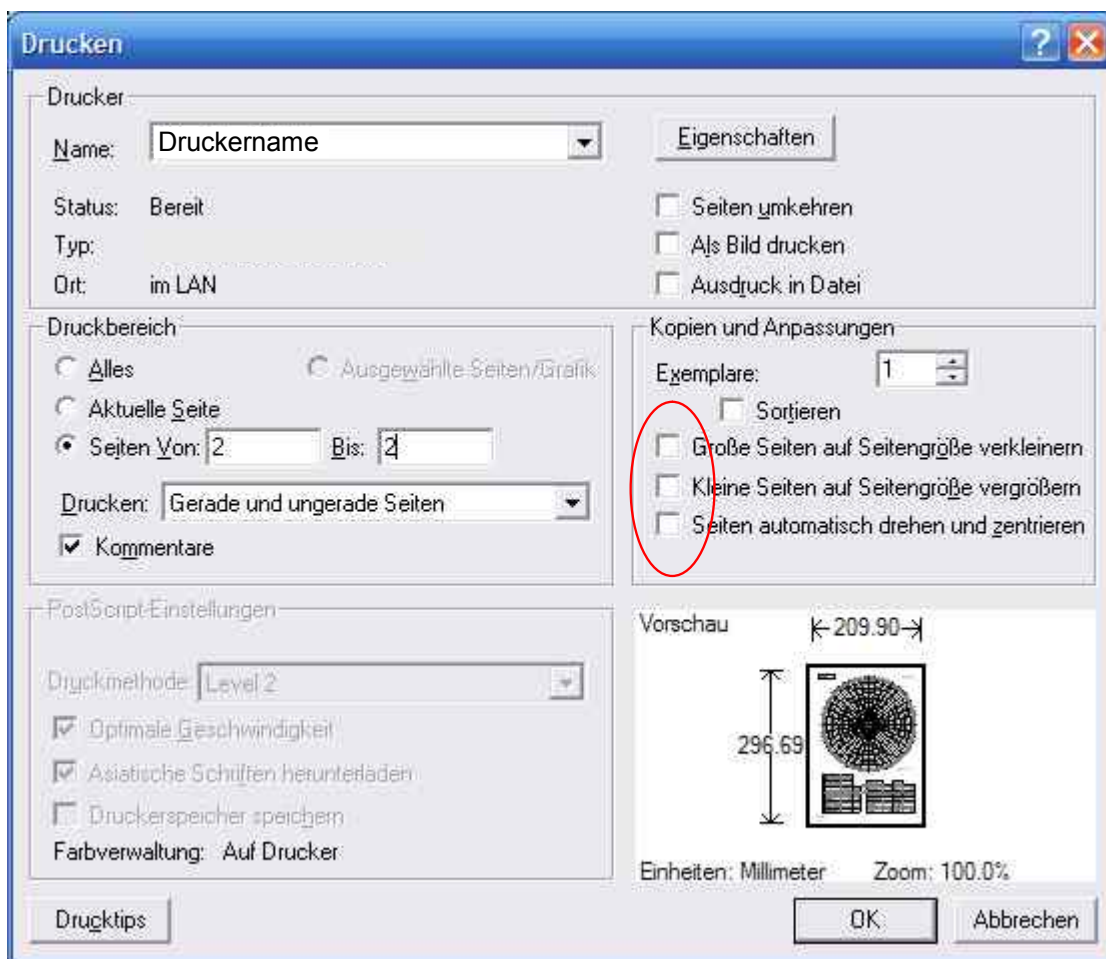 Drucken
Drucker
Name: Druckername
Eigenschaften
Status: Bereit
Seiten umkehren
Typ:
Als Bild drucken
Ort: im LAN
Ausdruck in Datei
Druckbereich
Alles
Ausgewählte Seiten/Grafik
Aktuelle Seite
Seiten Von: 2 Bis: 2
Drucken: Gerade und ungerade Seiten
Kommentare
Kopien und Anpassungen
Exemplare: 1
Sortieren
Große Seiten auf Seitengröße verkleinern
Kleine Seiten auf Seitengröße vergrößern
Seiten automatisch drehen und zentrieren
PostScript-Einstellungen
Druckmethode: Level 2
Optimale Geschwindigkeit
Asiatische Schriften herunterladen
Druckerspeicher speichern
Farbverwaltung: Auf Drucker
Vorschau
209.90
296.69
Einheiten: Millimeter Zoom: 100.0%
Drucktips
OK
Abbrechen